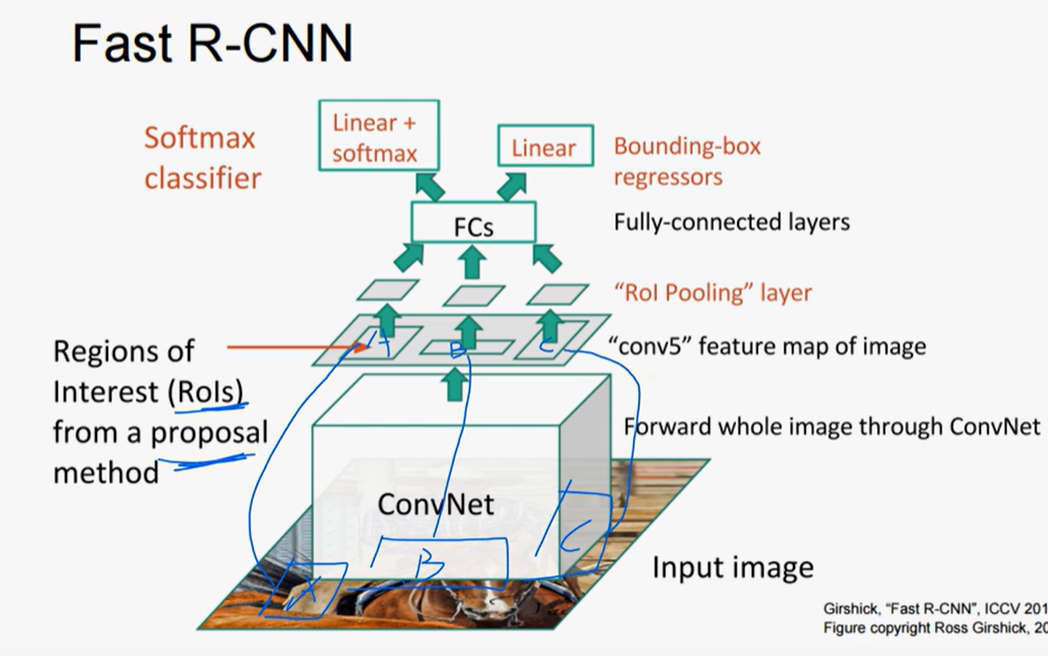 Fast R-CNN
Softmax
classifier
Linear +
softmax
Linear
Bounding-box
regressors
FCs
Fully-connected layers
"RoI Pooling" layer
A
B
C
"conv5" feature map of image
Regions of
Interest (RoIs)
from a proposal
method
Forward whole image through ConvNet
ConvNet
A
B
C
Input image
Girshick, "Fast R-CNN", ICCV 201
Figure copyright Ross Girshick, 20